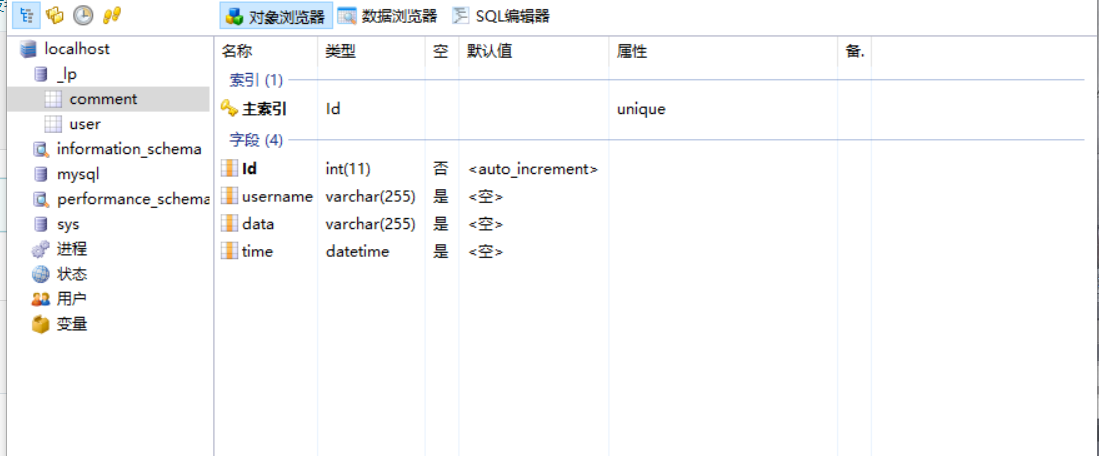 对象浏览器 数据浏览器 SQL编辑器
localhost
_lp
comment
user
information_schema
mysql
performance_schema
sys
进程
状态
用户
变量
名称 类型 空 默认值 属性 备.
索引 (1)
主索引 Id unique
字段 (4)
Id int(11) 否 <auto_increment>
username varchar(255) 是 <空>
data varchar(255) 是 <空>
time datetime 是 <空>